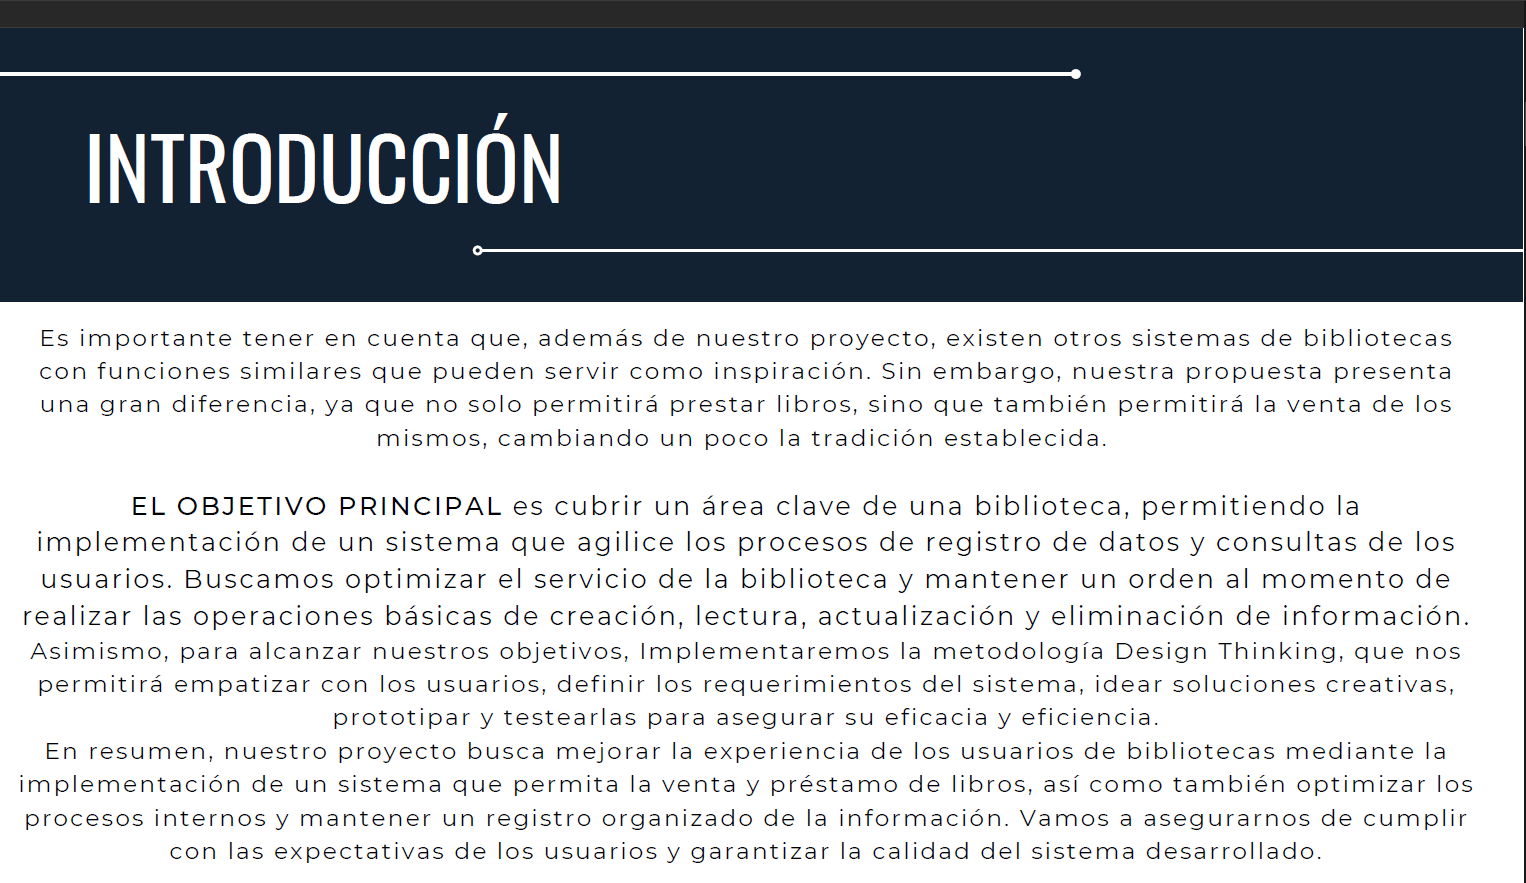 INTRODUCCIÓN
Es importante tener en cuenta que, además de nuestro proyecto, existen otros sistemas de bibliotecas
con funciones similares que pueden servir como inspiración. Sin embargo, nuestra propuesta presenta
una gran diferencia, ya que no solo permitirá prestar libros, sino que también permitirá la venta de los
mismos, cambiando un poco la tradición establecida.
EL OBJETIVO PRINCIPAL es cubrir un área clave de una biblioteca, permitiendo la
implementación de un sistema que agilice los procesos de registro de datos y consultas de los
usuarios. Buscamos optimizar el servicio de la biblioteca y mantener un orden al momento de
realizar las operaciones básicas de creación, lectura, actualización y eliminación de información.
Asimismo, para alcanzar nuestros objetivos, Implementaremos la metodología Design Thinking, que nos
permitirá empatizar con los usuarios, definir los requerimientos del sistema, idear soluciones creativas,
prototipar y testearlas para asegurar su eficacia y eficiencia.
En resumen, nuestro proyecto busca mejorar la experiencia de los usuarios de bibliotecas mediante la
implementación de un sistema que permita la venta y préstamo de libros, así como también optimizar los
procesos internos y mantener un registro organizado de la información. Vamos a asegurarnos de cumplir
con las expectativas de los usuarios y garantizar la calidad del sistema desarrollado.